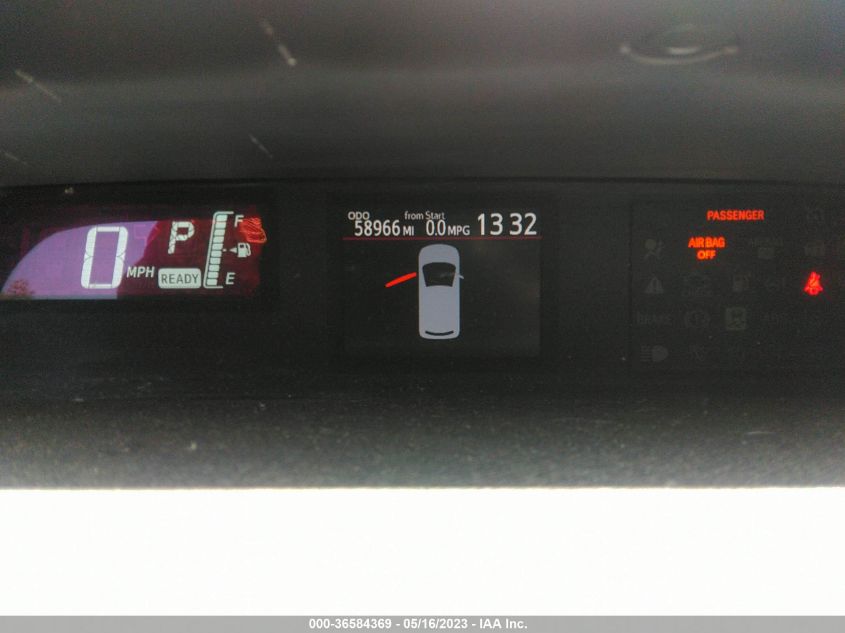 0 MPH
P
READY
F
E
ODO
58966 MI
from Start
0.0 MPG
13 32
PASSENGER
AIR BAG
OFF
BRAKE
ABS
000-36584369 - 05/16/2023 - IAA Inc.